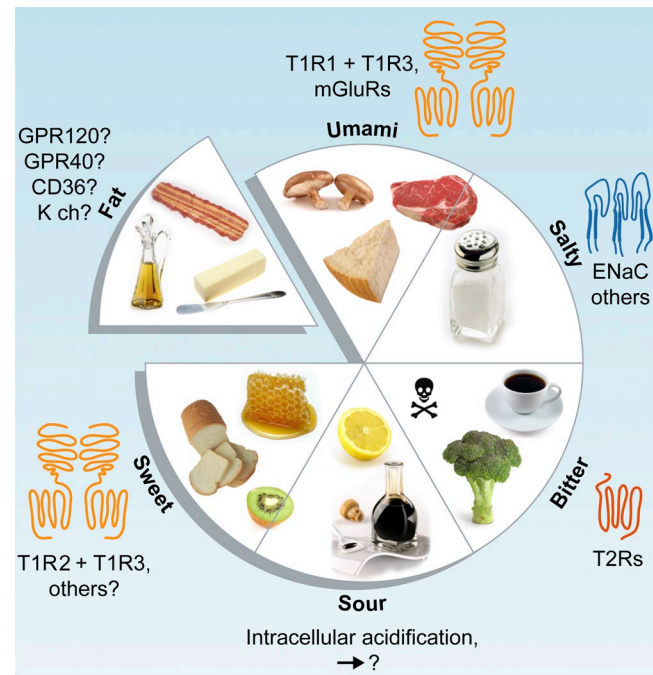 T1R1 + T1R3,
mGluRs
Umami
GPR120?
GPR40?
CD36?
K ch?
Fat
Salty
ENaC
others
Bitter
T2Rs
Sweet
T1R2 + T1R3,
others?
Sour
Intracellular acidification,
→ ?